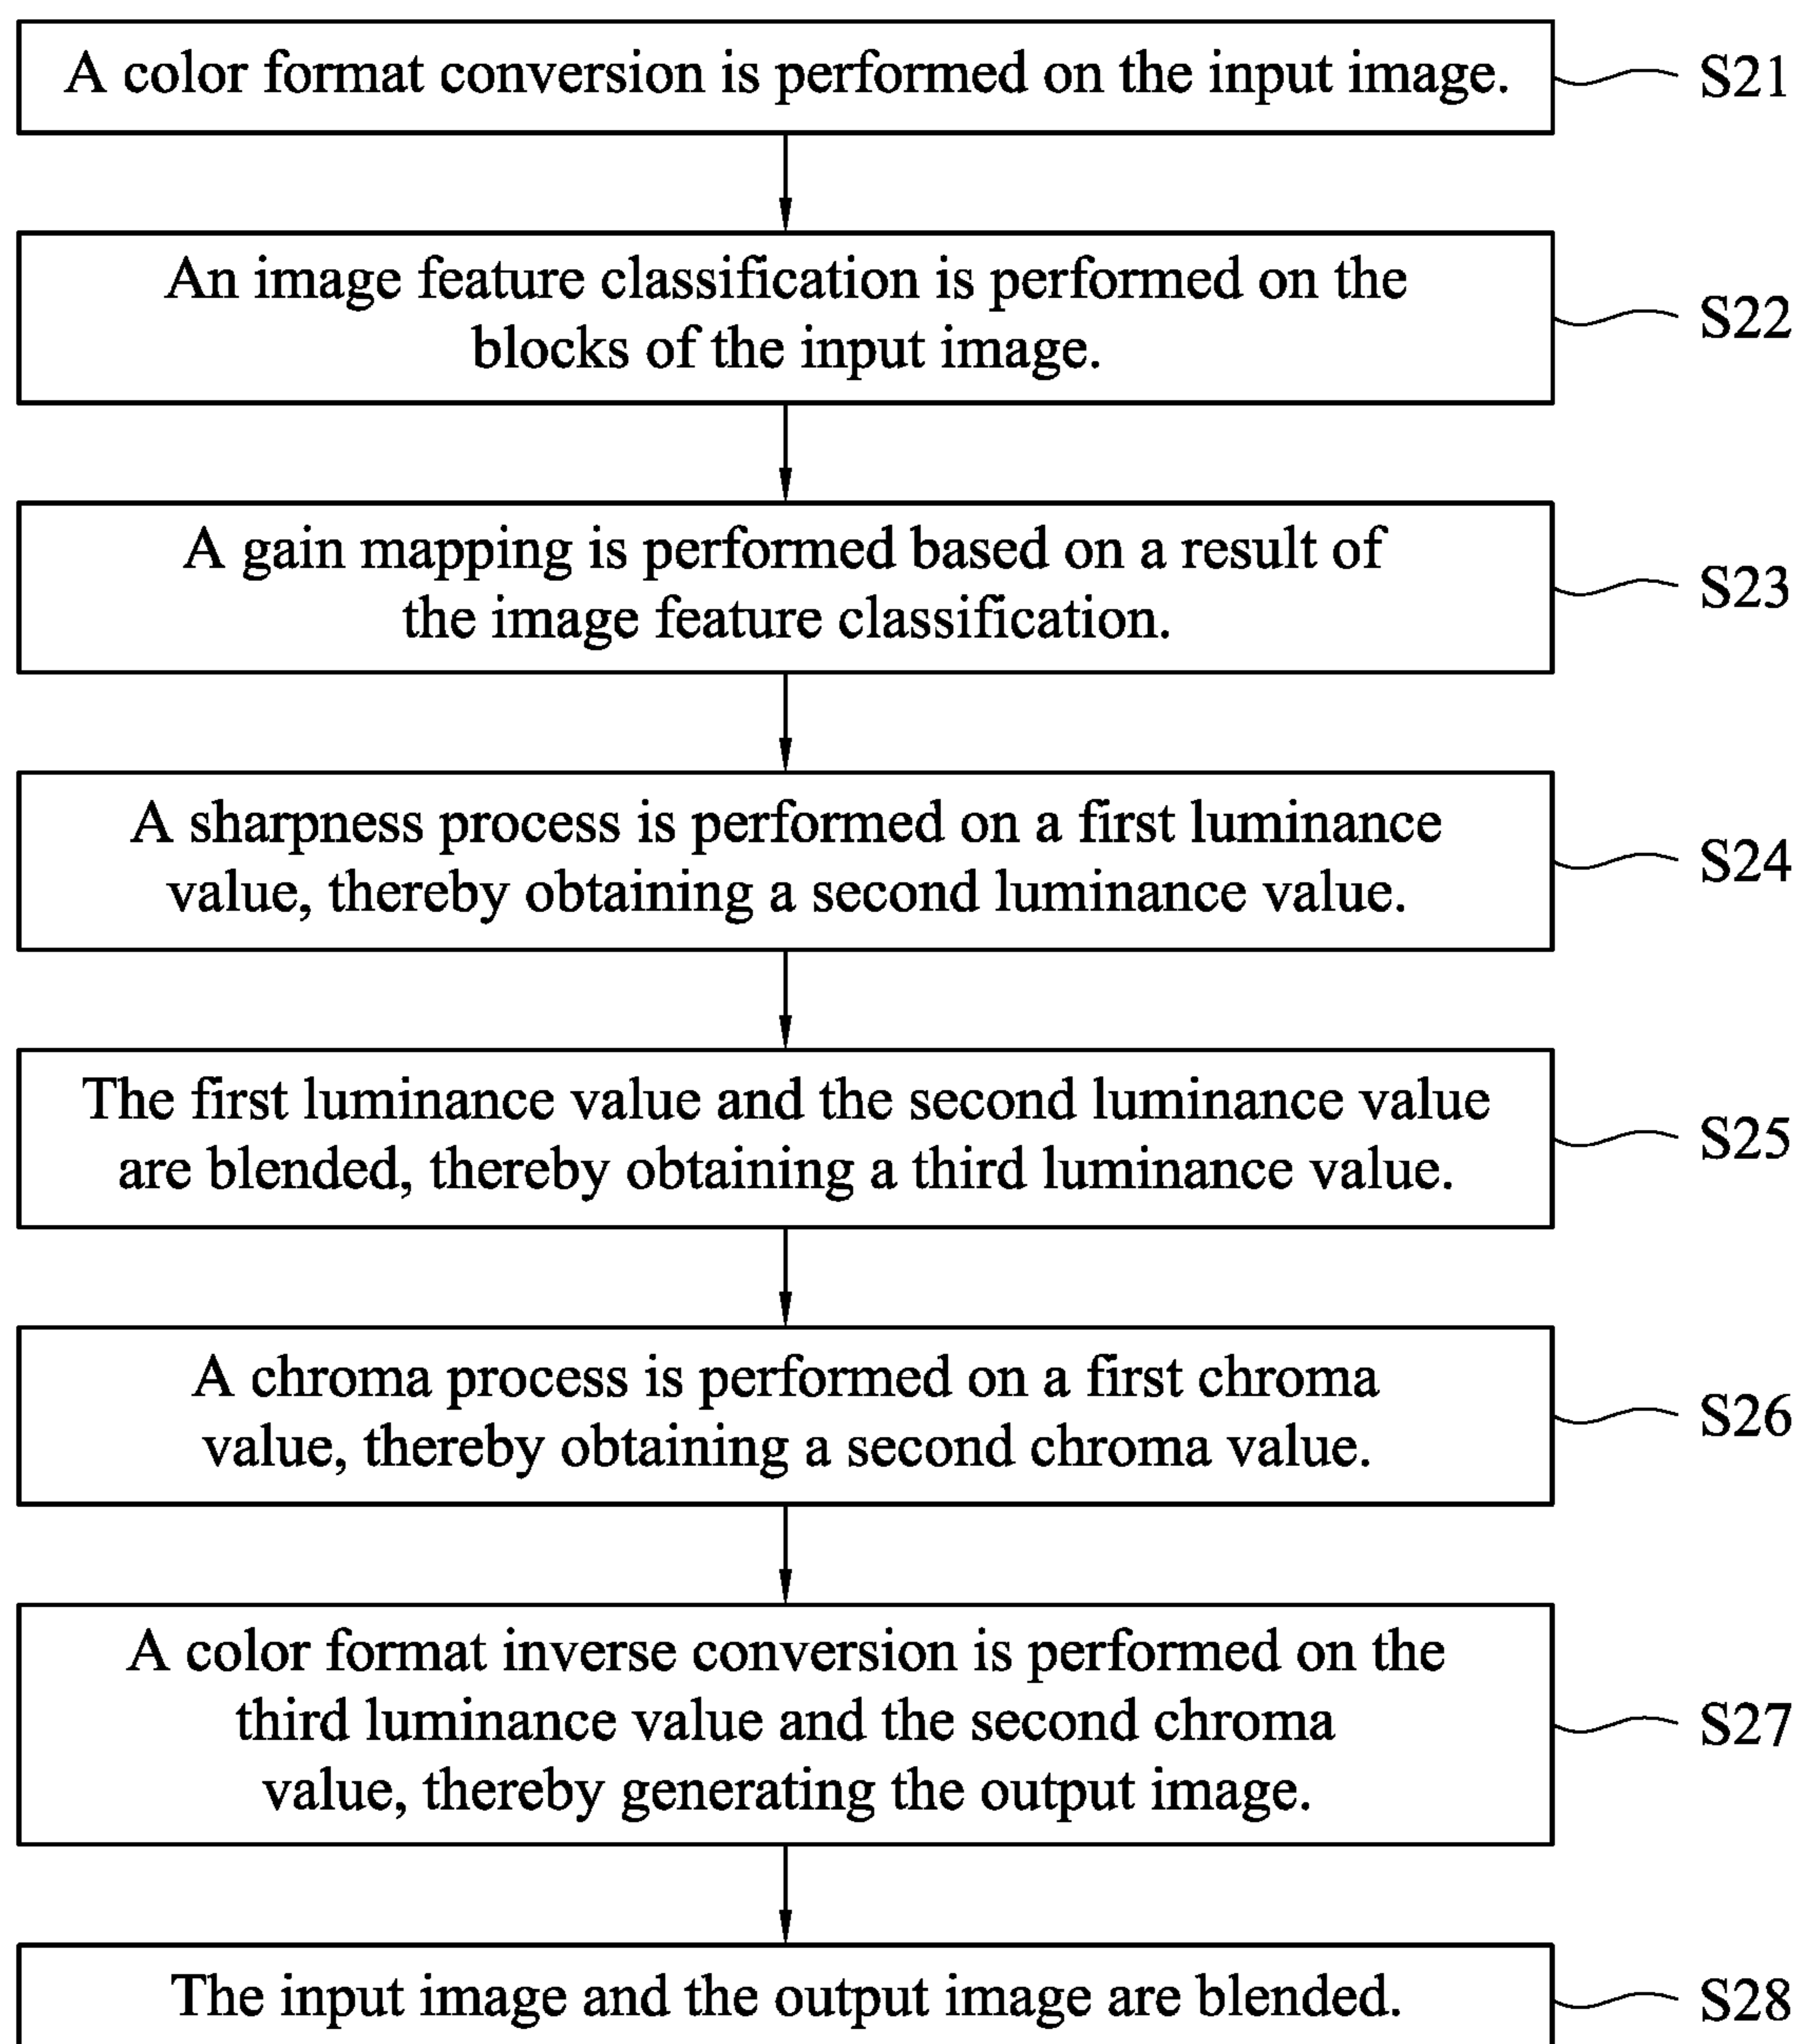 A color format conversion is performed on the input image.
S21
An image feature classification is performed on the
blocks of the input image.
S22
A gain mapping is performed based on a result of
the image feature classification.
S23
A sharpness process is performed on a first luminance
value, thereby obtaining a second luminance value.
S24
The first luminance value and the second luminance value
are blended, thereby obtaining a third luminance value.
S25
A chroma process is performed on a first chroma
value, thereby obtaining a second chroma value.
S26
A color format inverse conversion is performed on the
third luminance value and the second chroma
value, thereby generating the output image.
S27
The input image and the output image are blended.
S28